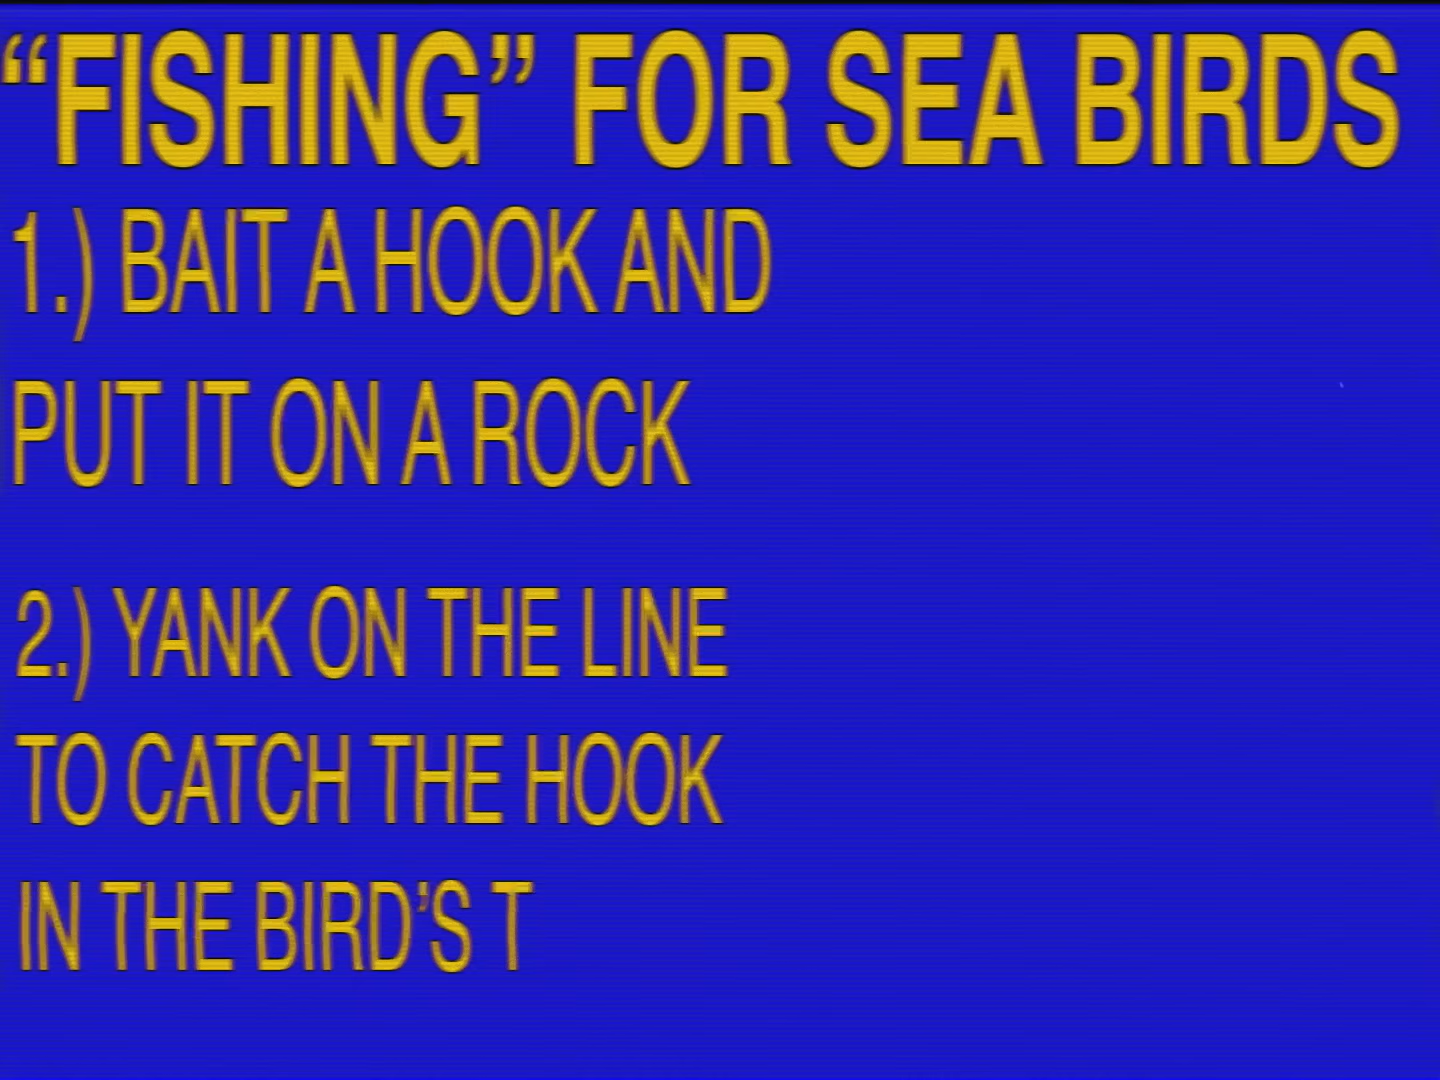 “FISHING” FOR SEA BIRDS
1.) BAIT A HOOK AND
PUT IT ON A ROCK
2.) YANK ON THE LINE
TO CATCH THE HOOK
IN THE BIRD’S T